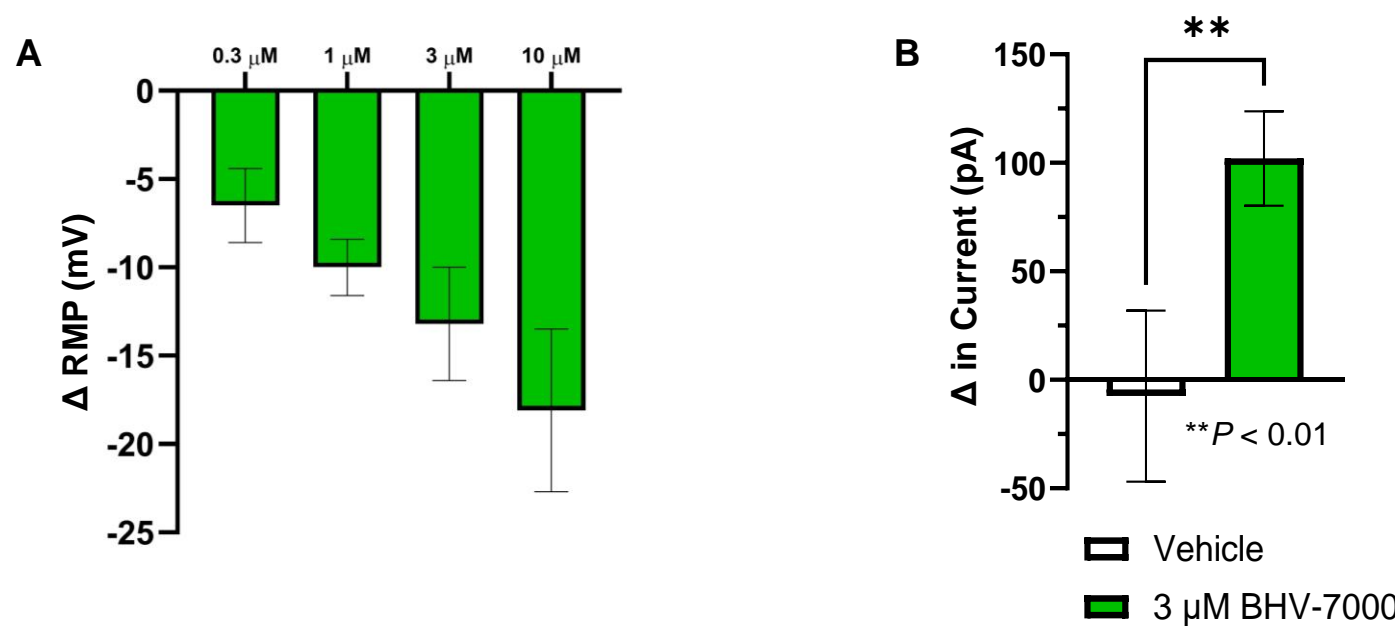 A
0.3 μM 1 μM 3 μM 10 μM
0
-5
-10
-15
-20
-25
Δ RMP (mV)
B
**
150
100
50
0
-50
Δ in Current (pA)
**P < 0.01
Vehicle
3 μM BHV-7000